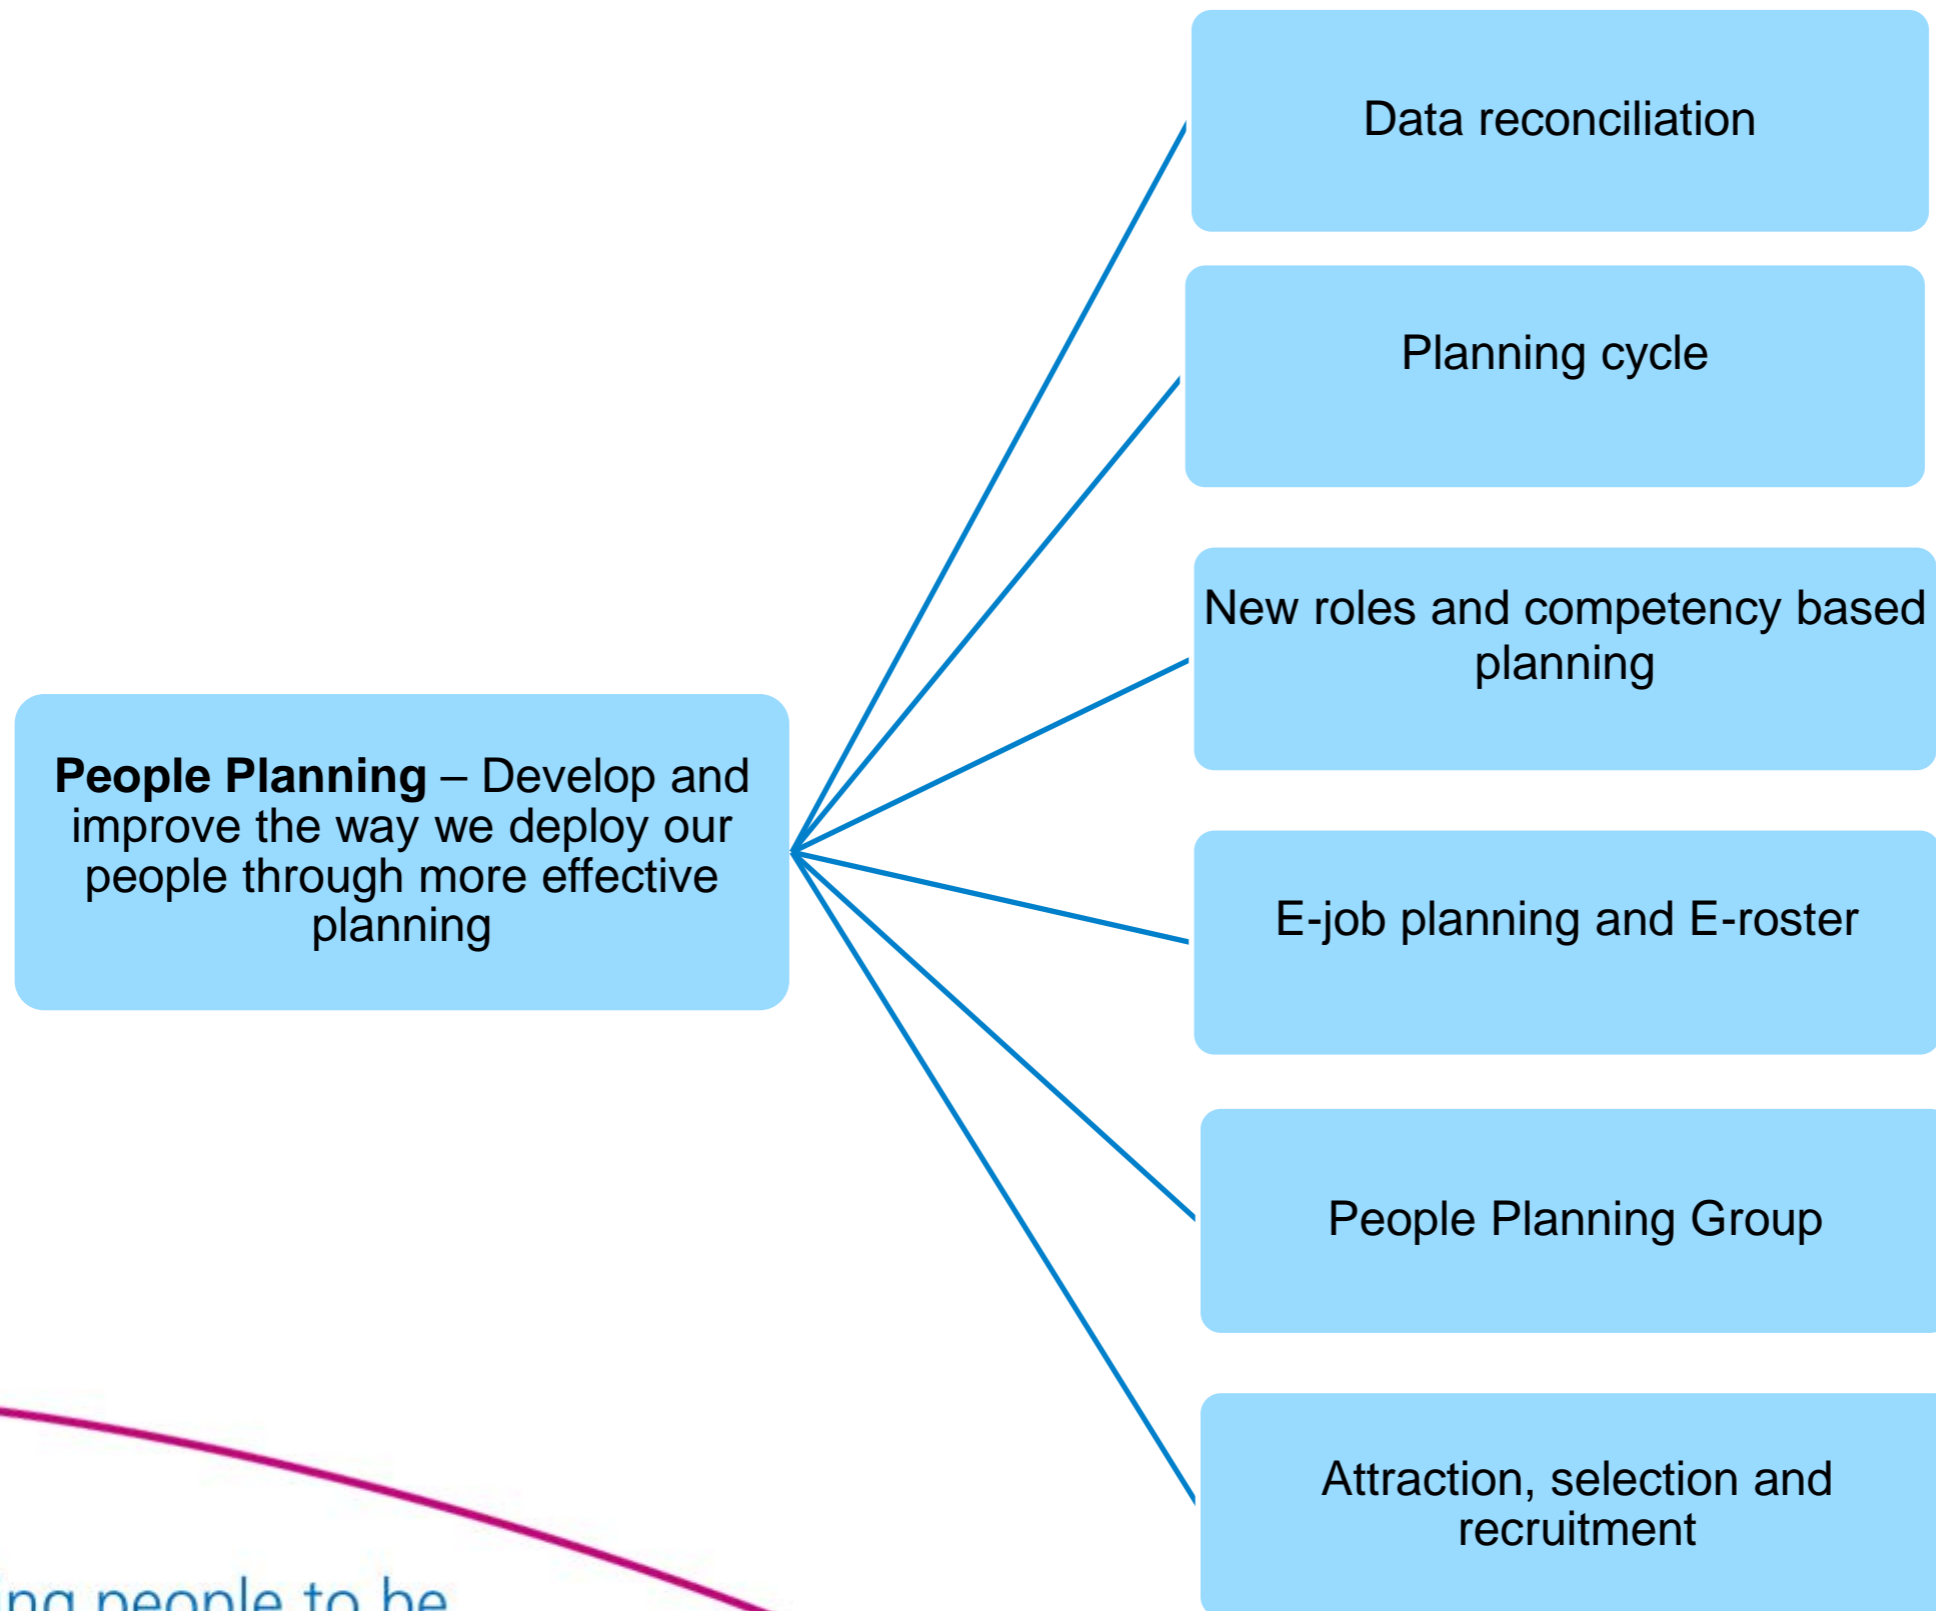 Data reconciliation
Planning cycle
New roles and competency based
planning
People Planning – Develop and
improve the way we deploy our
people through more effective
planning
E-job planning and E-roster
People Planning Group
Attraction, selection and
recruitment
people to be